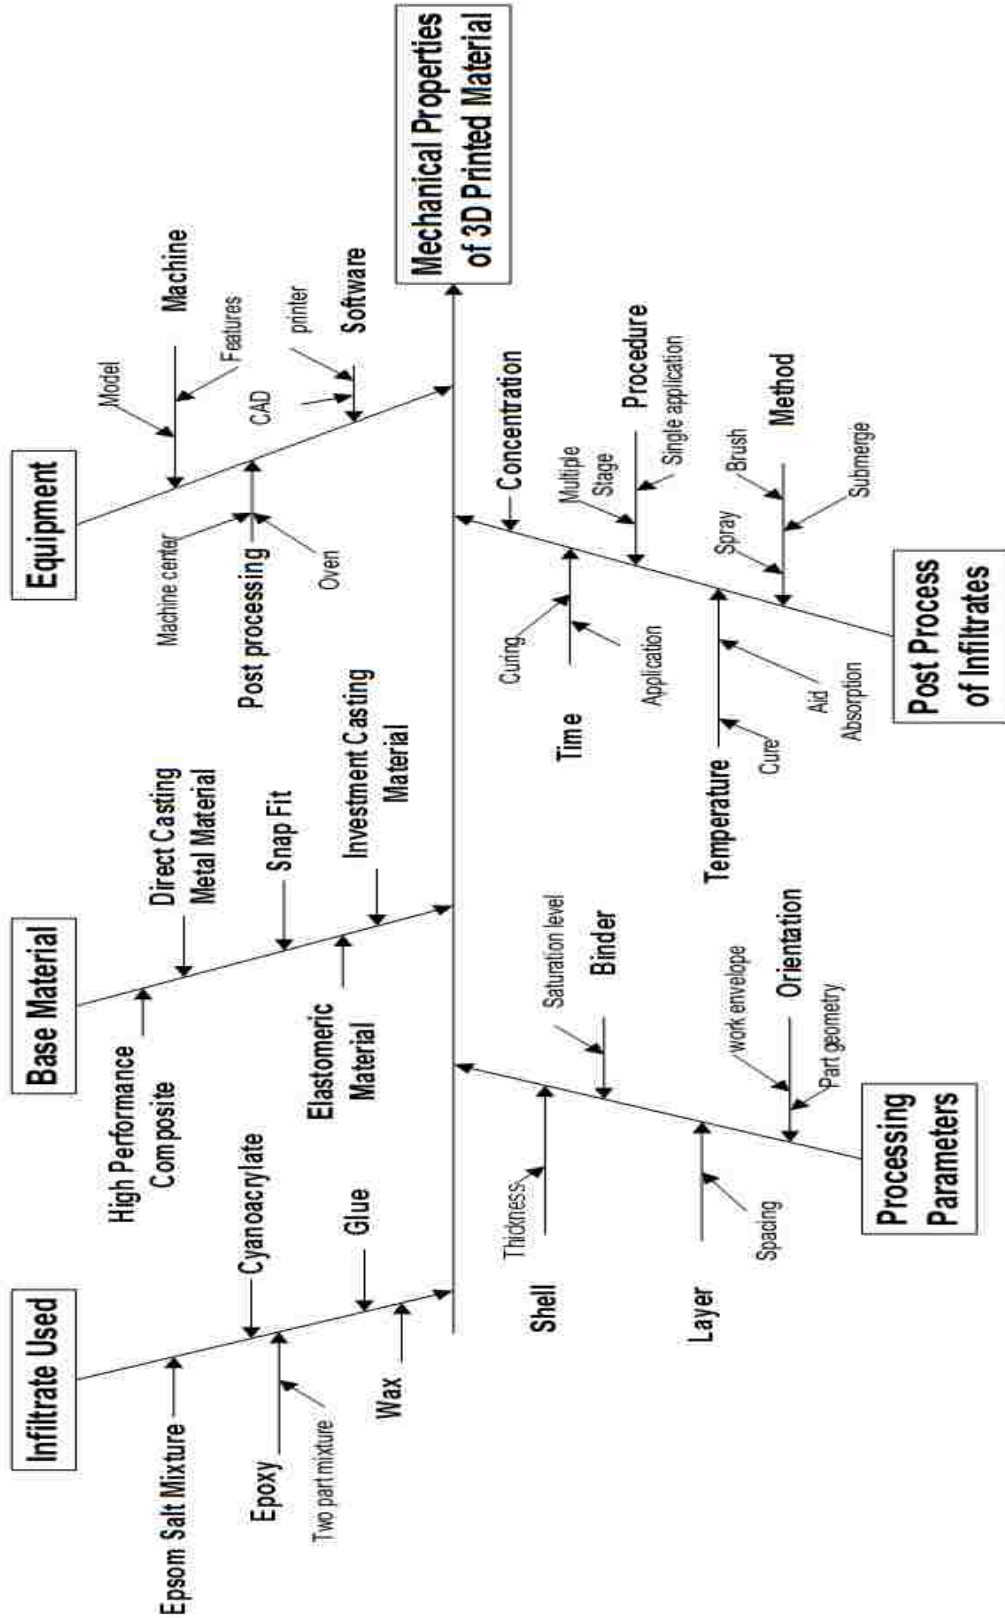 Infiltrate Used
Epsom Salt Mixture
Cyanoacrylate
Epoxy
Two part mixture
Glue
Wax
Base Material
High Performance
Composite
Direct Casting
Metal Material
Snap Fit
Elastomeric
Material
Investment Casting
Material
Equipment
Model
Machine
Features
Machine center
Post processing
Oven
CAD
printer
Software
Mechanical Properties
of 3D Printed Material
Shell
Thickness
Saturation level
Binder
Layer
Spacing
work envelope
Orientation
Part geometry
Processing
Parameters
Concentration
Time
Curing
Application
Multiple
Stage
Procedure
Single application
Temperature
Cure
Aid
Absorption
Spray
Brush
Method
Submerge
Post Process
of Infiltrates